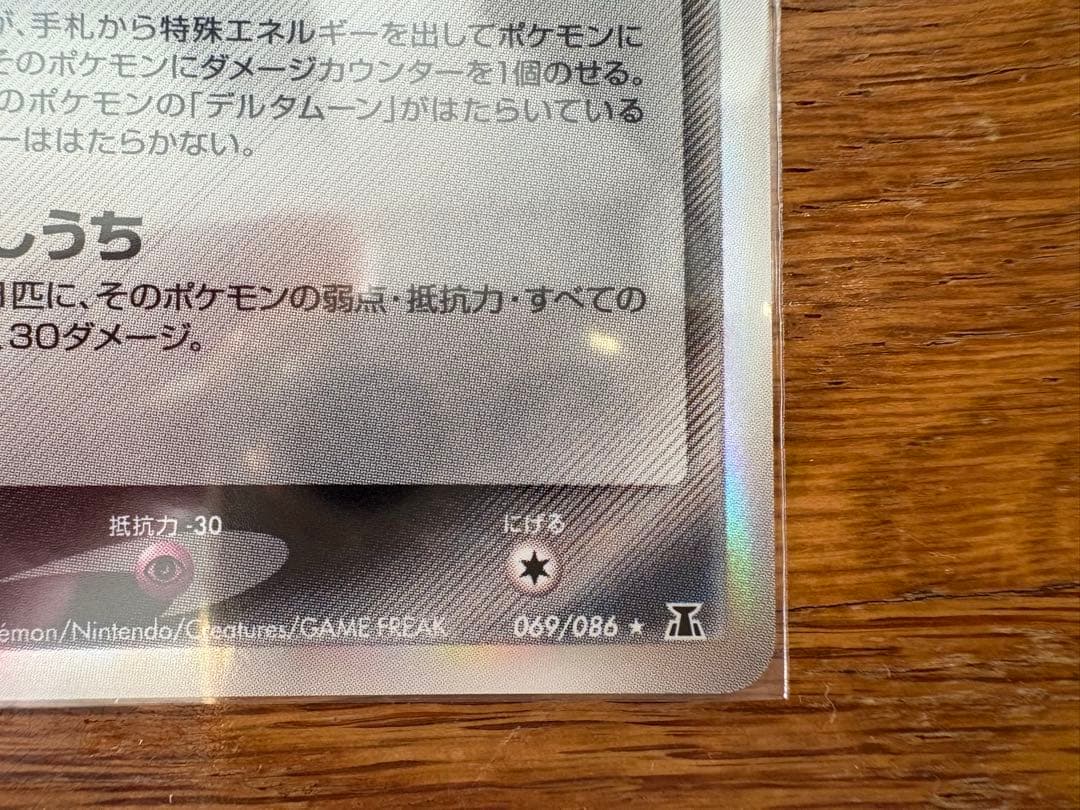 、手札から特殊エネルギーを出してポケモンに
そのポケモンにダメージカウンターを1個のせる。
のポケモンの「デルタムーン」がはたらいている
ーははたらかない。
しうち
1匹に、そのポケモンの弱点・抵抗力・すべての
、30ダメージ。
抵抗力 -30 にげる
émon/Nintendo/Creatures/GAME FREAK 069/086 ★